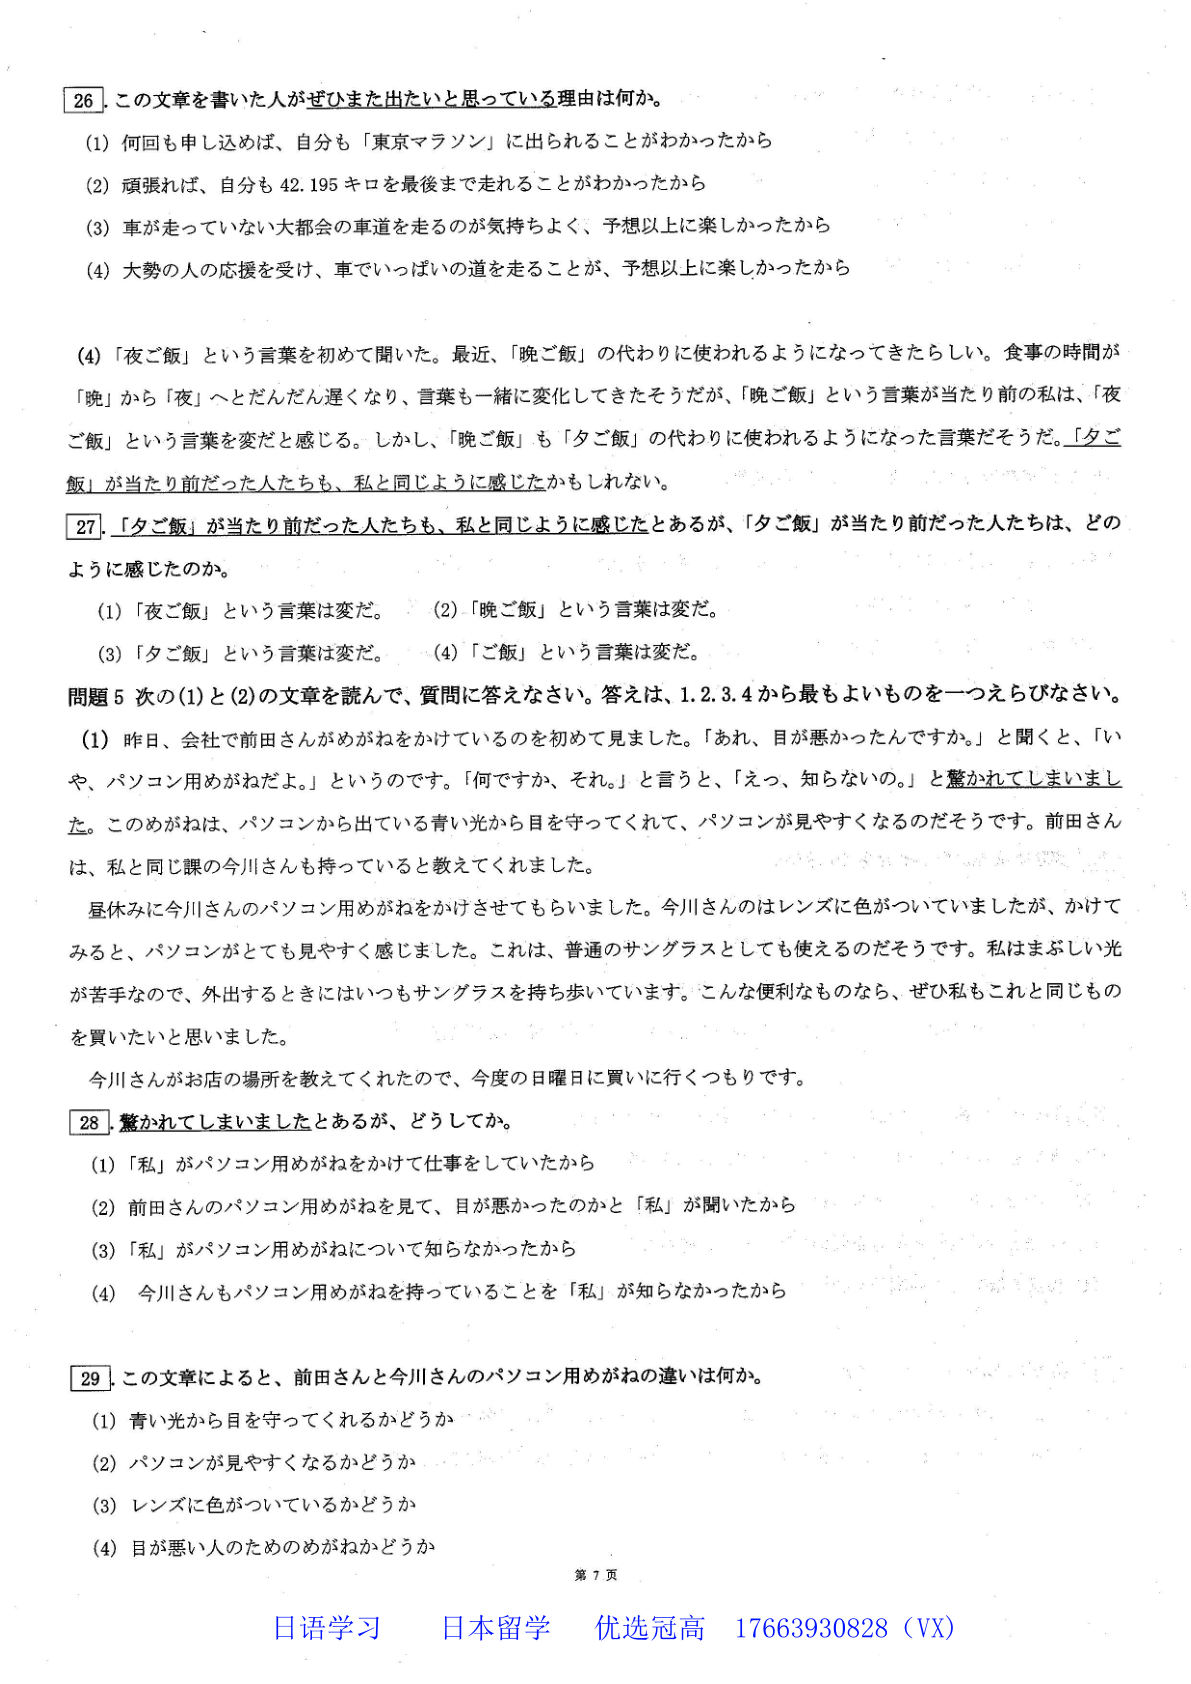 26.この文章を書いた人がぜひまた出たいと思っている理由は何か。
(1) 何回も申し込めば、自分も「東京マラソン」に出られることがわかったから
(2) 頑張れば、自分も 42.195 キロを最後まで走れることがわかったから
(3) 車が走っていない大都会の車道を走るのが気持ちよく、予想以上に楽しかったから
(4) 大勢の人の応援を受け、車でいっぱいの道を走ることが、予想以上に楽しかったから
(4)「夜ご飯」という言葉を初めて聞いた。最近、「晩ご飯」の代わりに使われるようになってきたらしい。食事の時間が
「晩」から「夜」へとだんだん遅くなり、言葉も一緒に変化してきたそうだが、「晩ご飯」という言葉が当たり前の私は、「夜
ご飯」という言葉を変だと感じる。しかし、「晩ご飯」も「夕ご飯」の代わりに使われるようになった言葉だそうだ。「夕ご
飯」が当たり前だった人たちも、私と同じように感じたかもしれない。
27.「夕ご飯」が当たり前だった人たちも、私と同じように感じたとあるが、「夕ご飯」が当たり前だった人たちは、どの
ように感じたのか。
(1)「夜ご飯」という言葉は変だ。 (2)「晩ご飯」という言葉は変だ。
(3)「夕ご飯」という言葉は変だ。 (4)「ご飯」という言葉は変だ。
問題 5 次の(1)と(2)の文章を読んで、質問に答えなさい。答えは、1.2.3.4 から最もよいものを一つえらびなさい。
(1) 昨日、会社で前田さんがめがねをかけているのを初めて見ました。「あれ、目が悪かったんですか。」と聞くと、「い
や、パソコン用めがねだよ。」というのです。「何ですか、それ。」と言うと、「えっ、知らないの。」と驚かれてしまいまし
た。このめがねは、パソコンから出ている青い光から目を守ってくれて、パソコンが見やすくなるのだそうです。前田さん
は、私と同じ課の今川さんも持っていると教えてくれました。
昼休みに今川さんのパソコン用めがねをかけさせてもらいました。今川さんのはレンズに色がついていましたが、かけて
みると、パソコンがとても見やすく感じました。これは、普通のサングラスとしても使えるのだそうです。私はまぶしい光
が苦手なので、外出するときにはいつもサングラスを持ち歩いています。こんな便利なものなら、ぜひ私もこれと同じもの
を買いたいと思いました。
今川さんがお店の場所を教えてくれたので、今度の日曜日に買いに行くつもりです。
28.驚かれてしまいましたとあるが、どうしてか。
(1)「私」がパソコン用めがねをかけて仕事をしていたから
(2) 前田さんのパソコン用めがねを見て、目が悪かったのかと「私」が聞いたから
(3)「私」がパソコン用めがねについて知らなかったから
(4) 今川さんもパソコン用めがねを持っていることを「私」が知らなかったから
29.この文章によると、前田さんと今川さんのパソコン用めがねの違いは何か。
(1) 青い光から目を守ってくれるかどうか
(2) パソコンが見やすくなるかどうか
(3) レンズに色がついているかどうか
(4) 目が悪い人のためのめがねかどうか
第 7 页
日语学习 日本留学 优选冠高 17663930828（VX)